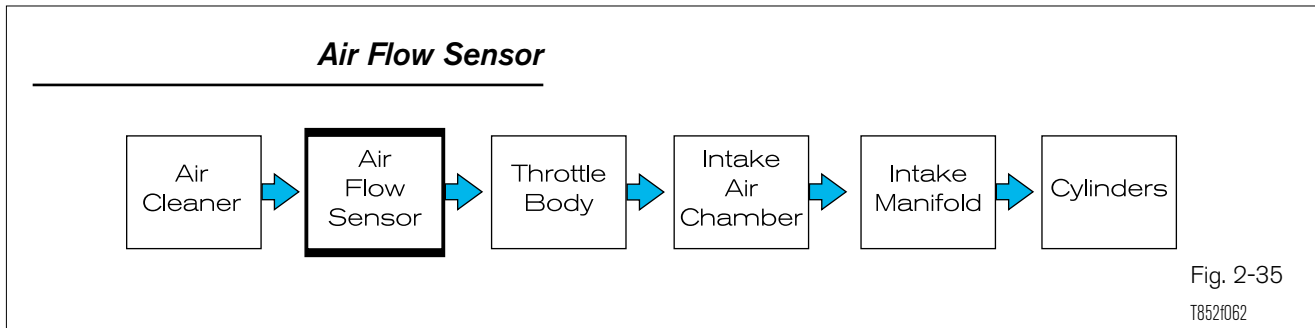 Air Flow Sensor
Air
Cleaner
Air
Flow
Sensor
Throttle
Body
Intake
Air
Chamber
Intake
Manifold
Cylinders
Fig. 2-35
T852f062